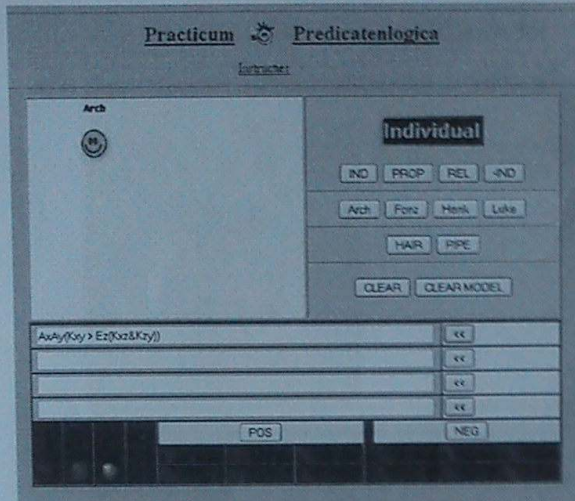 Practicum Predicatenlogica
Instructies
Arch
Individual
IND PROP REL -IND
Arch Fonz Henk Luke
HAIR PIPE
CLEAR CLEAR MODEL
AxAy(Kxy > Ez(Kxz&Kzy))
<<
<<
<<
<<
POS NEG